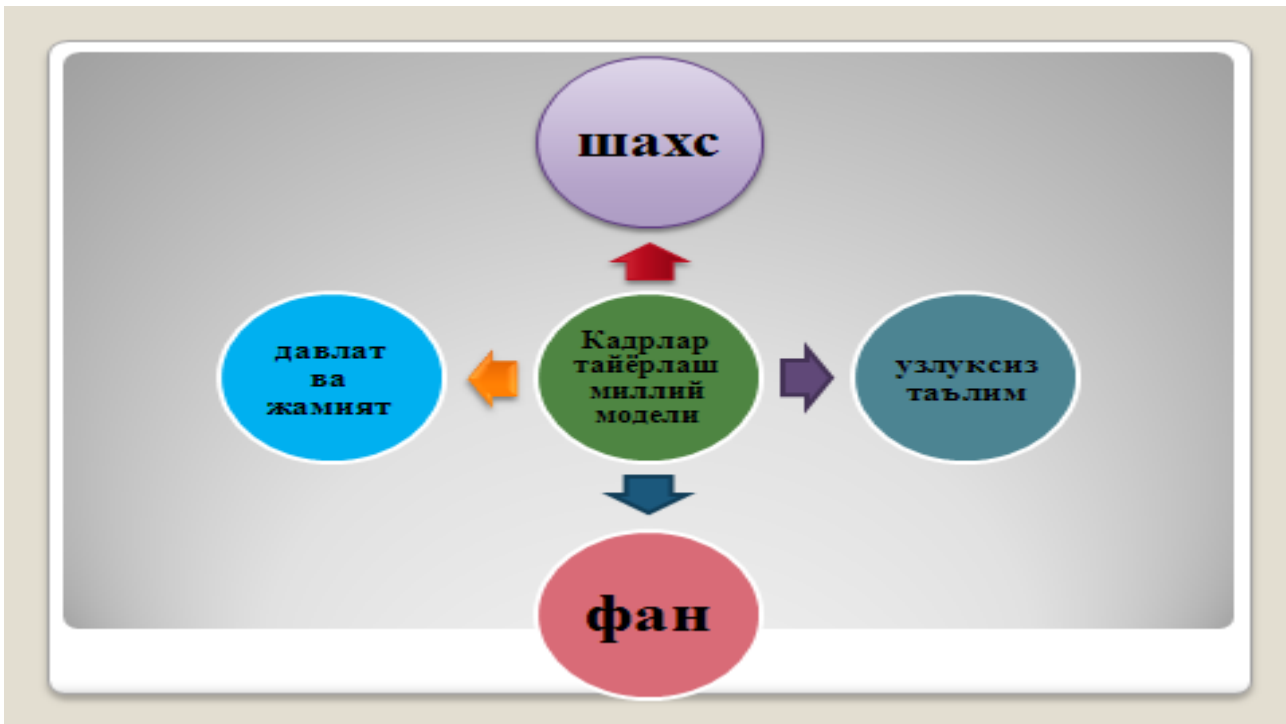 шахс
давлат
ва
жамият
Кадрлар
тайёрлаш
миллий
модели
узлуксиз
таълим
фан